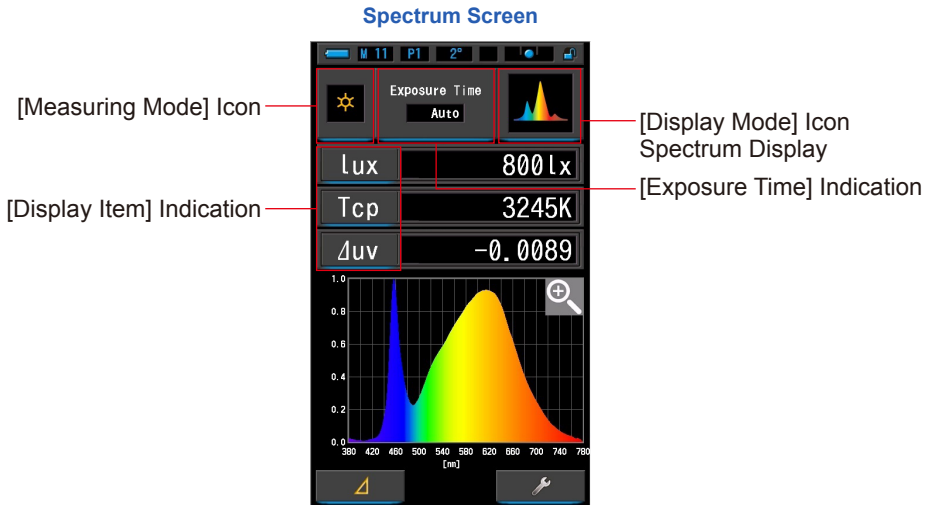 Spectrum Screen
M 11 P1 2°
[Measuring Mode] Icon
Exposure Time
Auto
[Display Mode] Icon
Spectrum Display
[Exposure Time] Indication
[Display Item] Indication
lux 800lx
Tcp 3245K
⊿uv -0.0089
1.0
0.8
0.6
0.4
0.2
0.0
380 420 460 500 540 580 620 660 700 740 780
[nm]
⊿